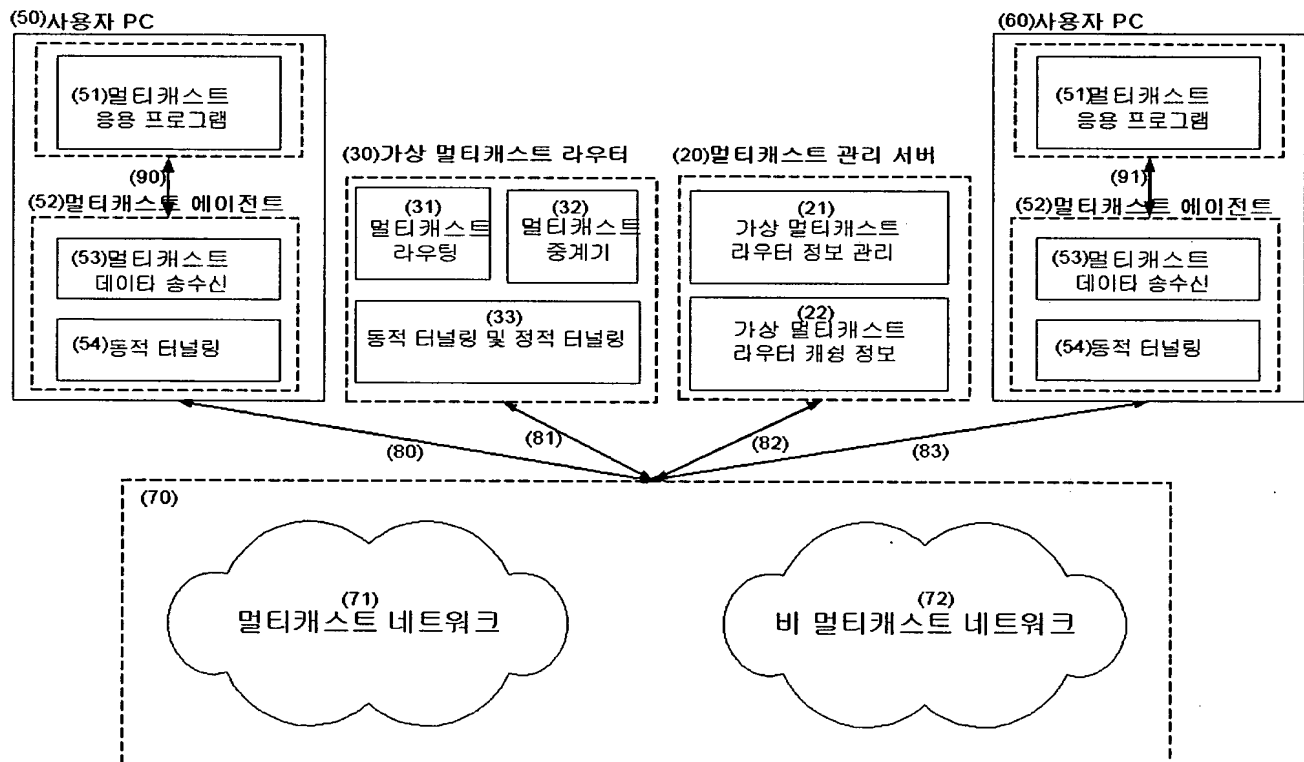 (50)사용자 PC
(51)멀티캐스트
응용 프로그램
(90)
(52)멀티캐스트 에이전트
(53)멀티캐스트
데이타 송수신
(54)동적 터널링
(30)가상 멀티캐스트 라우터
(31)
멀티캐스트
라우팅
(32)
멀티캐스트
중계기
(33)
동적 터널링 및 정적 터널링
(20)멀티캐스트 관리 서버
(21)
가상 멀티캐스트
라우터 정보 관리
(22)
가상 멀티캐스트
라우터 캐슁 정보
(60)사용자 PC
(51)멀티캐스트
응용 프로그램
(91)
(52)멀티캐스트 에이전트
(53)멀티캐스트
데이타 송수신
(54)동적 터널링
(80)
(81)
(82)
(83)
(70)
(71)
멀티캐스트 네트워크
(72)
비 멀티캐스트 네트워크